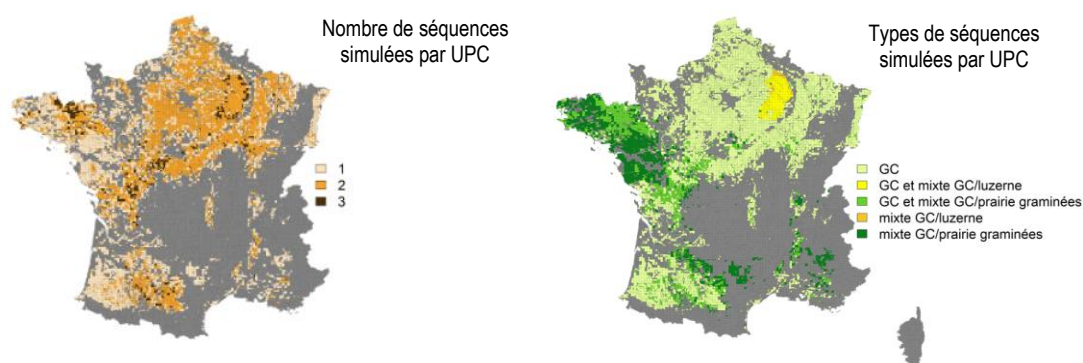 Nombre de séquences
simulées par UPC
1
2
3
Types de séquences
simulées par UPC
GC
GC et mixte GC/luzerne
GC et mixte GC/prairie graminées
mixte GC/luzerne
mixte GC/prairie graminées